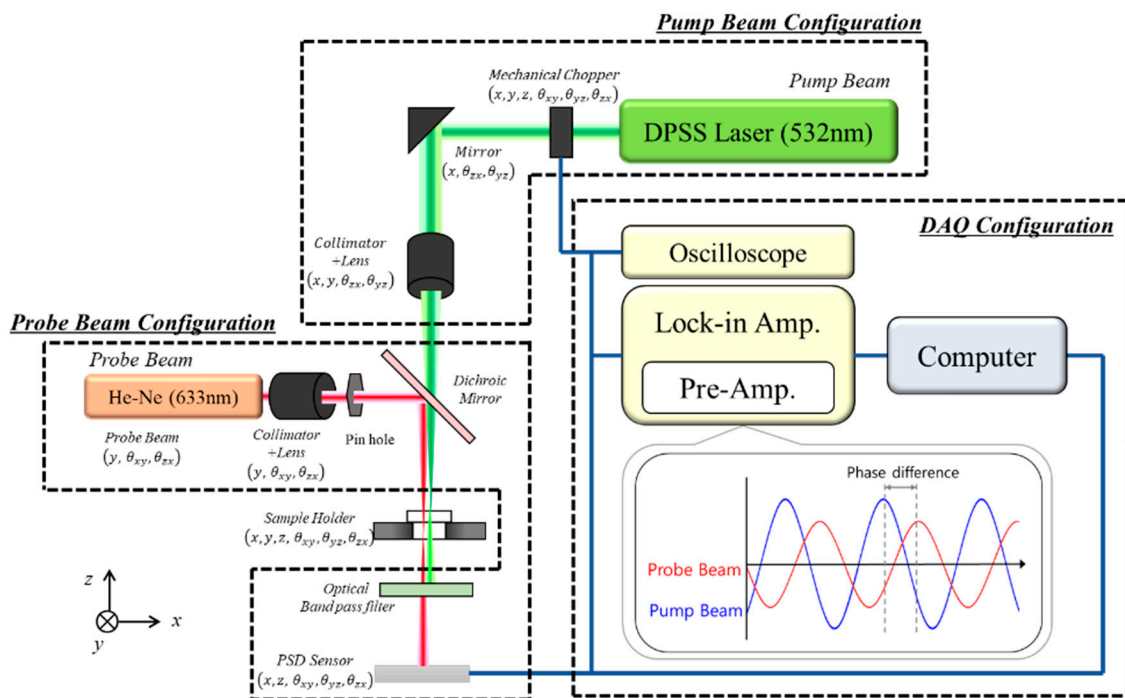 Pump Beam Configuration
Mechanical Chopper
(x, y, z, θxy, θyz, θzx)
Pump Beam
DPSS Laser (532nm)
Mirror
(x, θzx, θyz)
Collimator
+Lens
(x, y, θzx, θyz)
DAQ Configuration
Oscilloscope
Lock-in Amp.
Pre-Amp.
Computer
Phase difference
Probe Beam
Pump Beam
Probe Beam Configuration
Probe Beam
He-Ne (633nm)
Probe Beam
(y, θxy, θzx)
Collimator
+Lens
(y, θxy, θzx)
Pin hole
Dichroic
Mirror
Sample Holder
(x, y, z, θxy, θyz, θzx)
Optical
Band pass filter
PSD Sensor
(x, z, θxy, θyz, θzx)
z
x
y